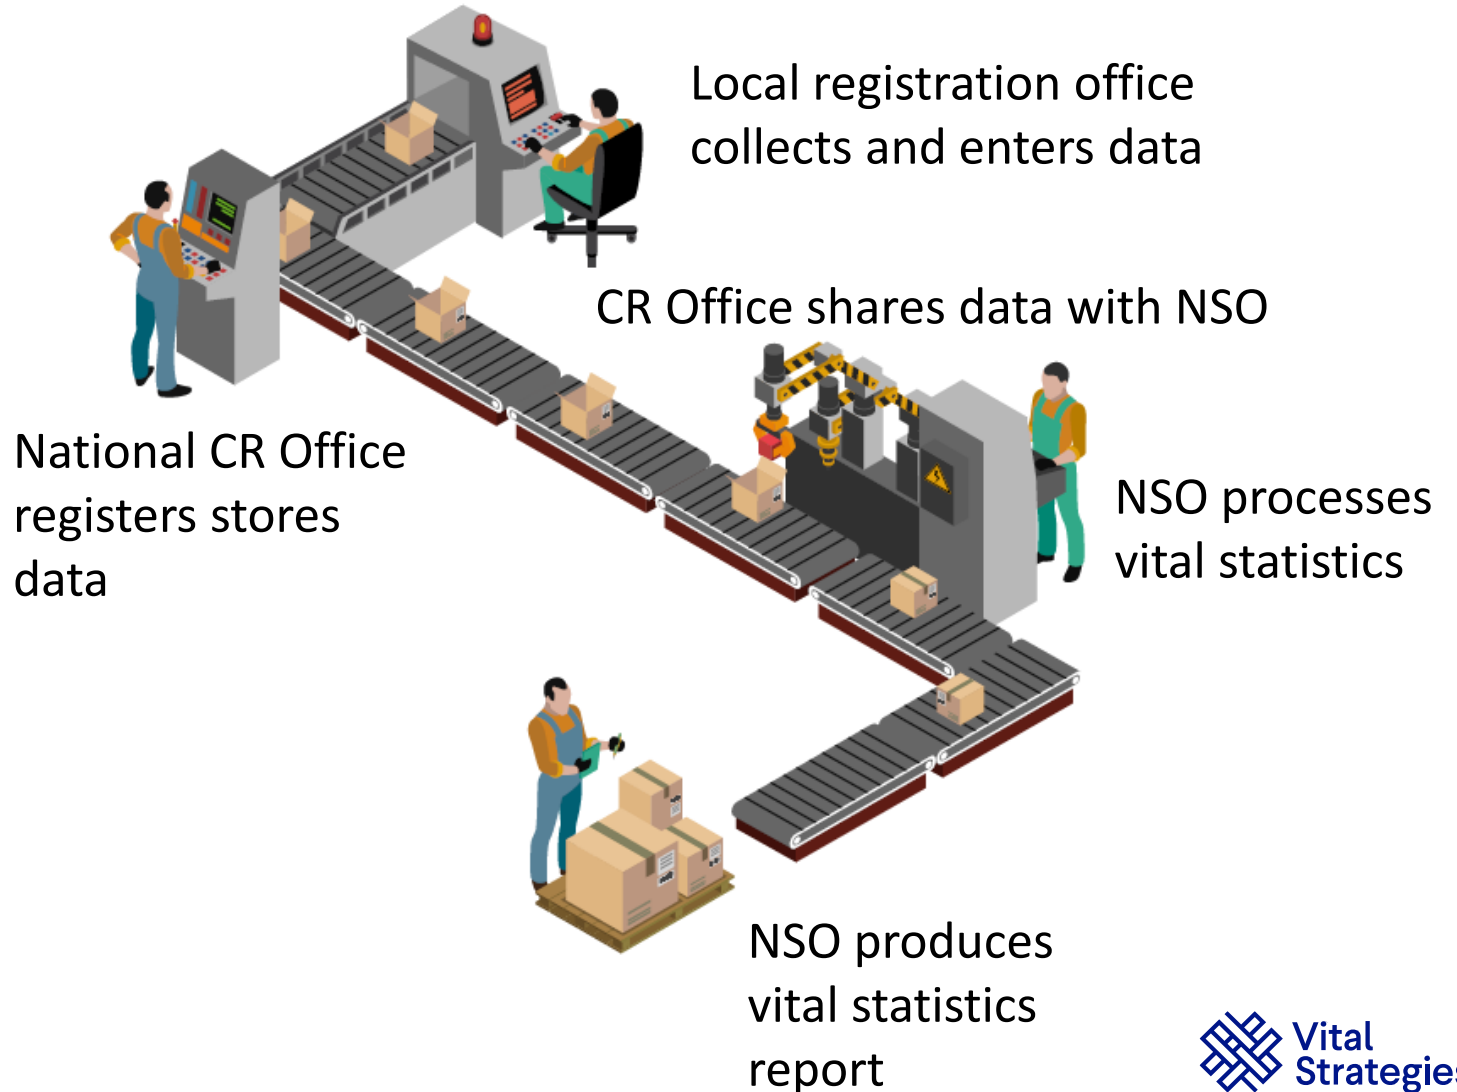 Local registration office
collects and enters data
CR Office shares data with NSO
National CR Office
registers stores
data
NSO processes
vital statistics
NSO produces
vital statistics
report
Vital
Strategies